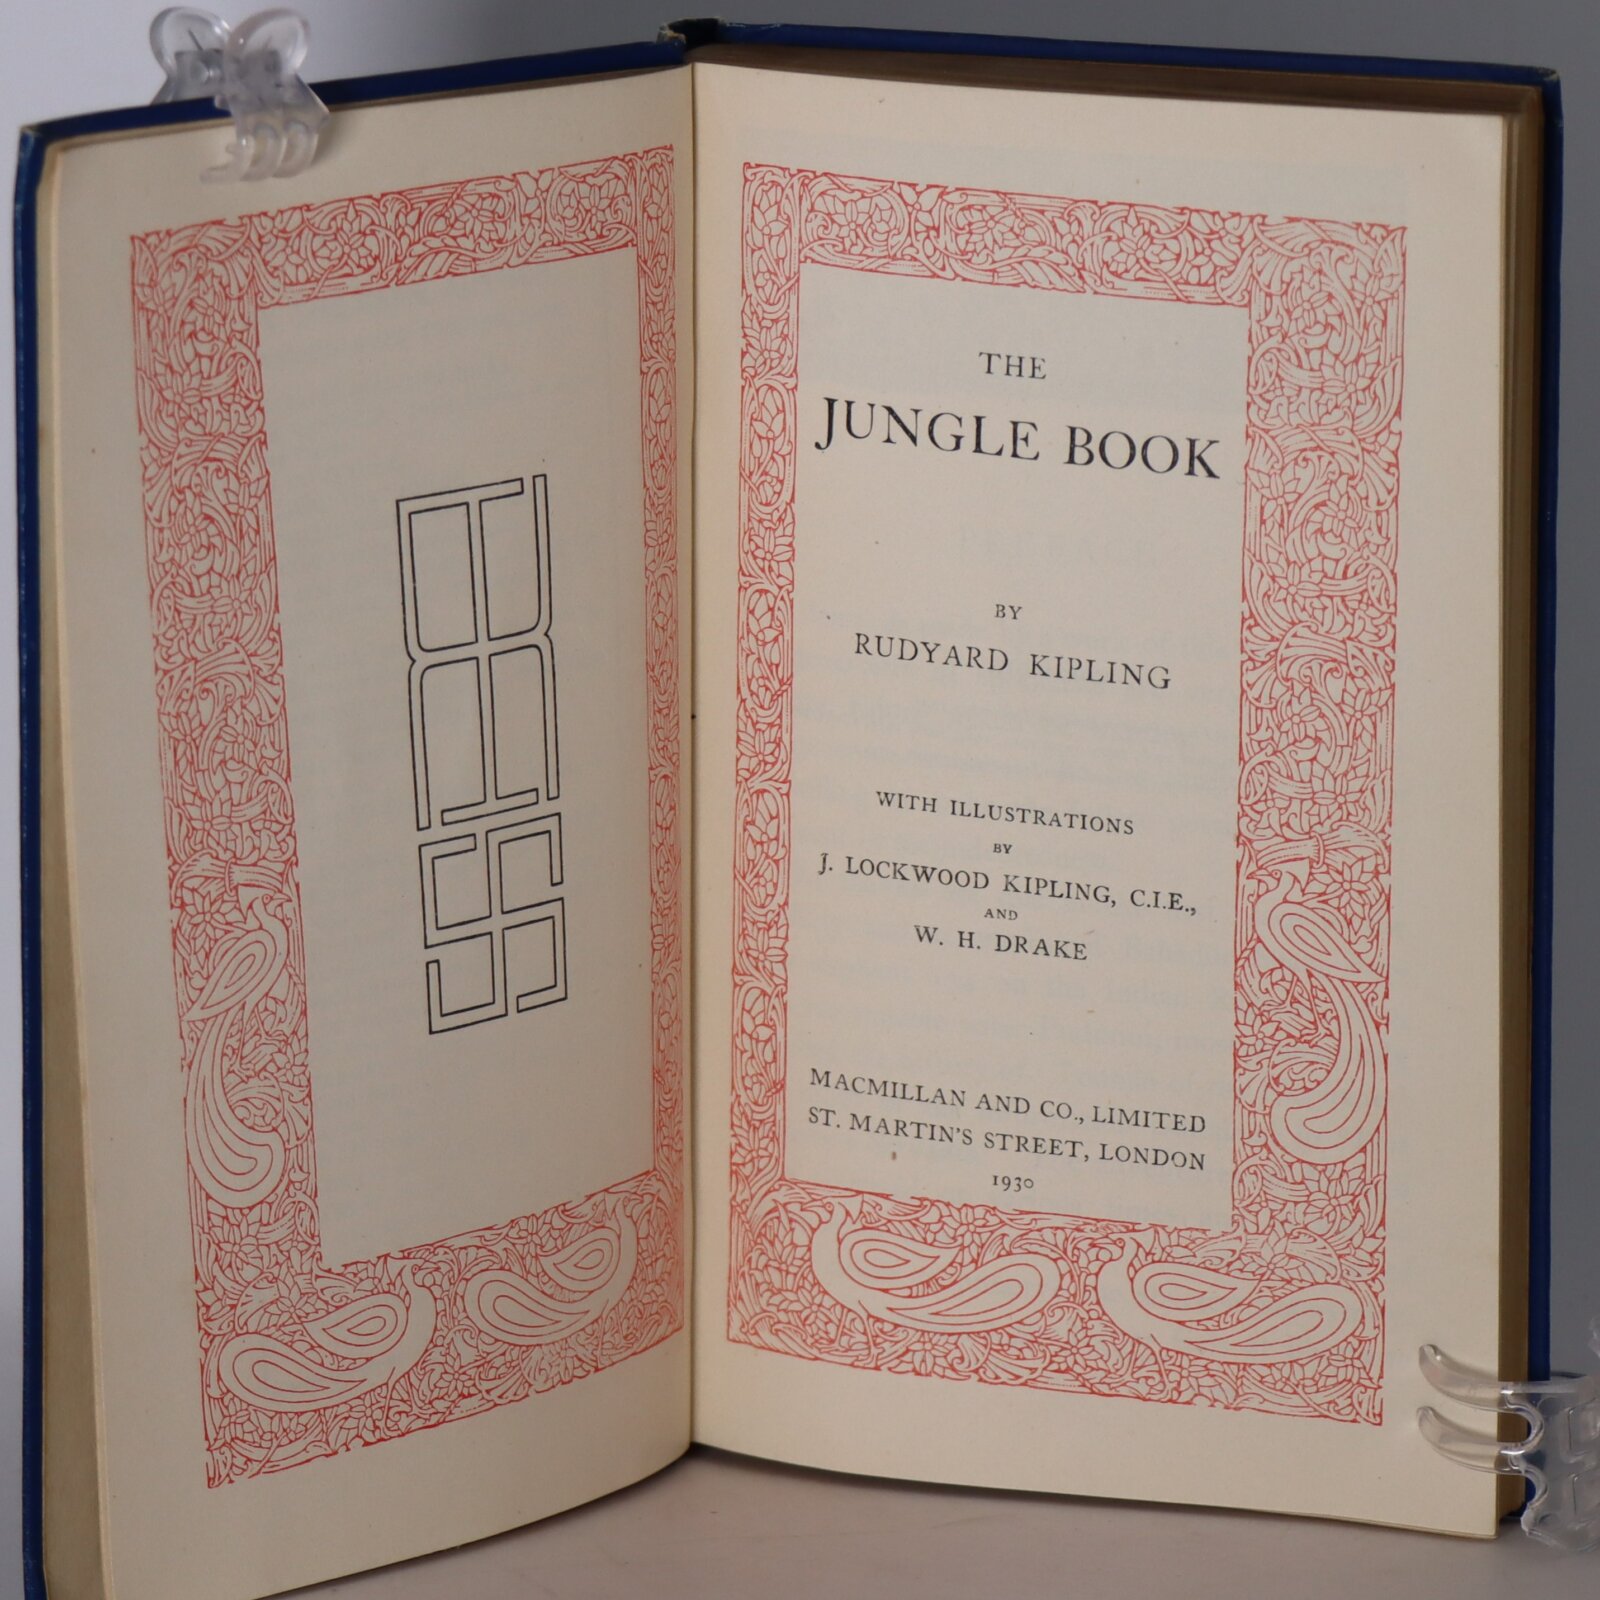 THE
JUNGLE BOOK
BY
RUDYARD KIPLING
WITH ILLUSTRATIONS
BY
J. LOCKWOOD KIPLING, C.I.E.,
AND
W. H. DRAKE
MACMILLAN AND CO., LIMITED
ST. MARTIN'S STREET, LONDON
1930